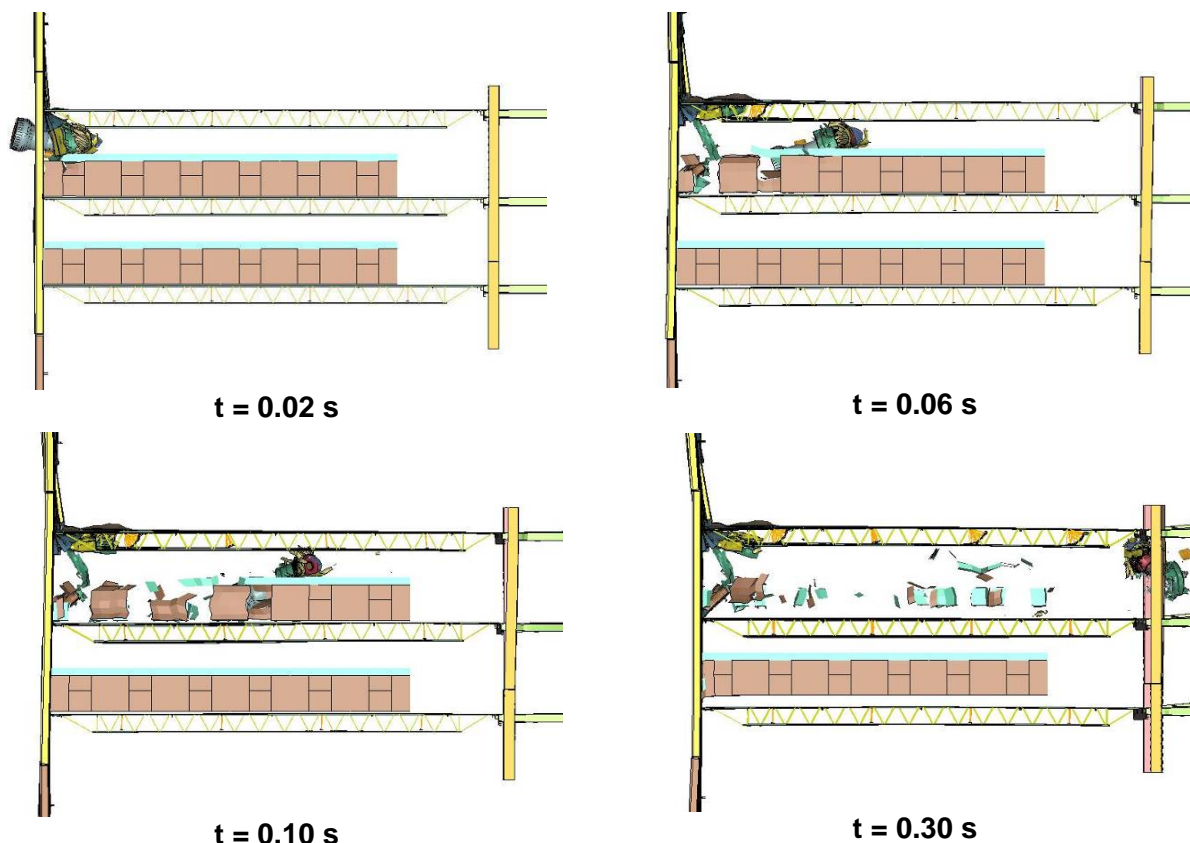 t = 0.02 s
t = 0.06 s
t = 0.10 s
t = 0.30 s